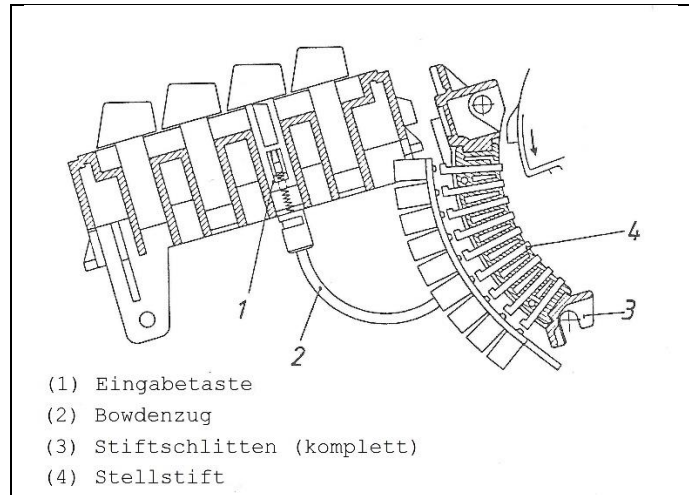 1
2
3
4
(1) Eingabetaste
(2) Bowdenzug
(3) Stiftschlitten (komplett)
(4) Stellstift